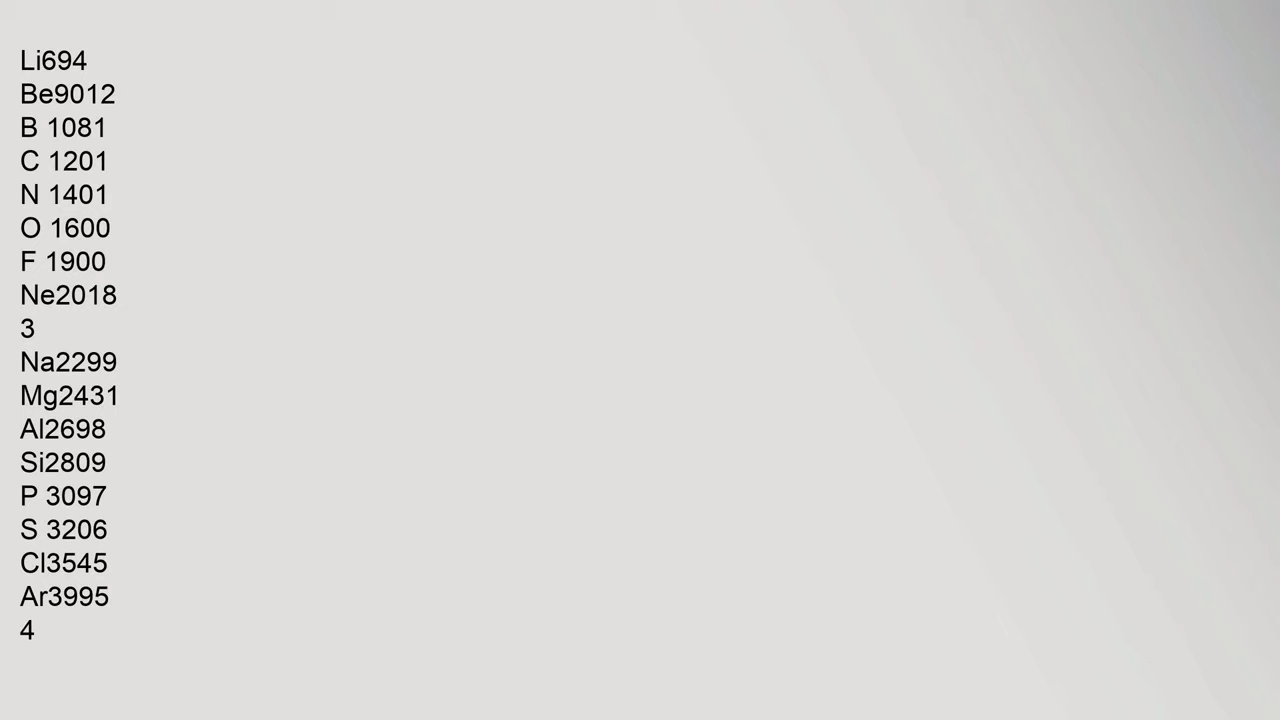 Li694
Be9012
B 1081
C 1201
N 1401
O 1600
F 1900
Ne2018
3
Na2299
Mg2431
Al2698
Si2809
P 3097
S 3206
Cl3545
Ar3995
4